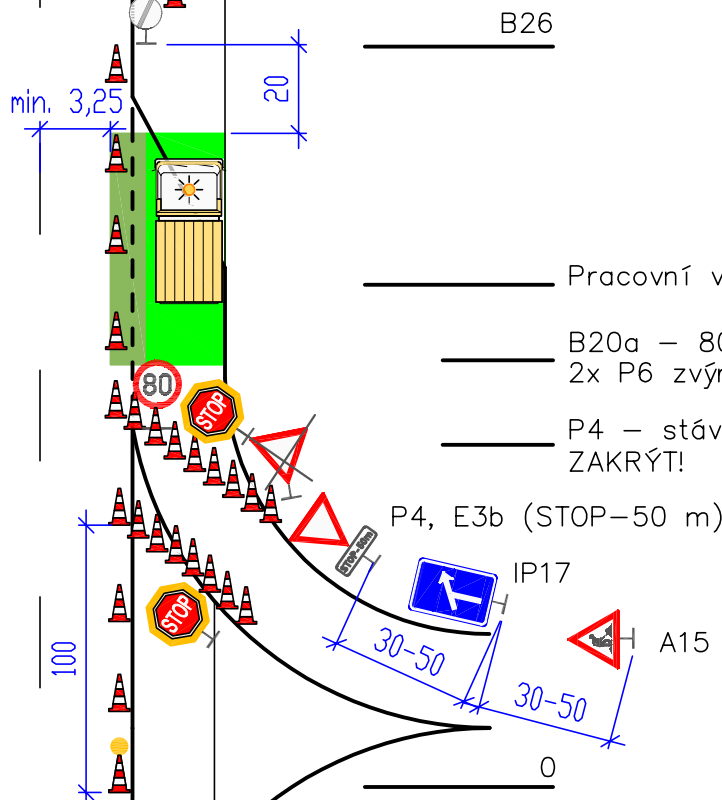 B26
20
min. 3,25
Pracovní v
B20a – 80
2x P6 zvýr
80
STOP
P4 – stáv
ZAKRÝT!
P4, E3b (STOP–50 m)
STOP-50m
IP17
STOP
A15
30-50
100
30-50
0